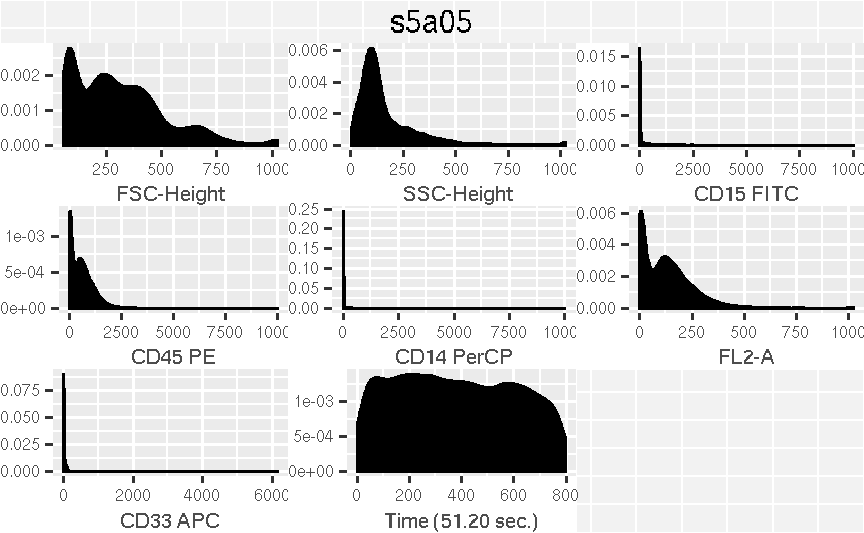 s5a05
0.002
0.001
0.000
250 500 750 1000
FSC-Height
0.006
0.004
0.002
0.000
0 250 500 750 1000
SSC-Height
0.015
0.010
0.005
0.000
0 2500 5000 7500 1000
CD15 FITC
1e-03
5e-04
0e+00
0 2500 5000 7500 1000
CD45 PE
0.25
0.20
0.15
0.10
0.05
0.00
0 2500 5000 7500 1000
CD14 PerCP
0.006
0.004
0.002
0.000
0 250 500 750 1000
FL2-A
0.075
0.050
0.025
0.000
0 2000 4000 6000
CD33 APC
1e-03
5e-04
0e+00
0 200 400 600 800
Time (51.20 sec.)